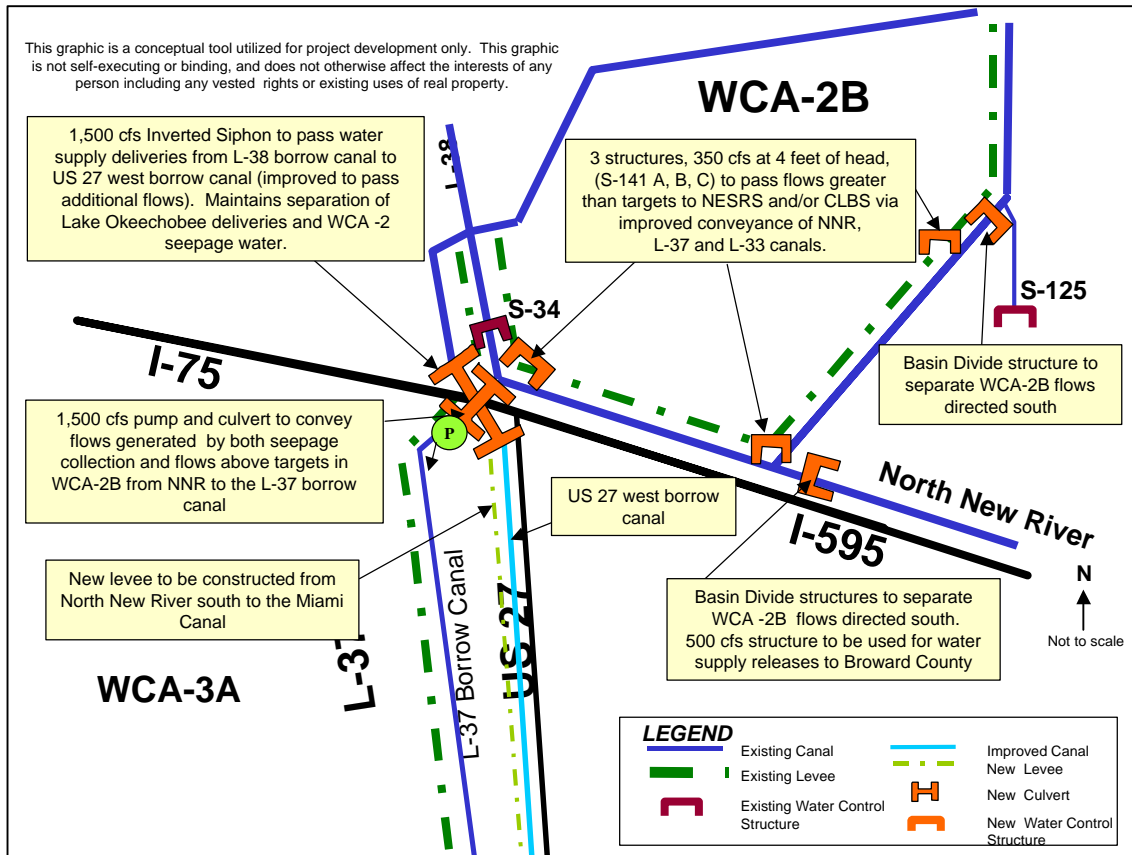 This graphic is a conceptual tool utilized for project development only. This graphic
is not self-executing or binding, and does not otherwise affect the interests of any
person including any vested rights or existing uses of real property.
WCA-2B
1,500 cfs Inverted Siphon to pass water
supply deliveries from L-38 borrow canal to
US 27 west borrow canal (improved to pass
additional flows). Maintains separation of
Lake Okeechobee deliveries and WCA -2
seepage water.
L-38
3 structures, 350 cfs at 4 feet of head,
(S-141 A, B, C) to pass flows greater
than targets to NESRS and/or CLBS via
improved conveyance of NNR,
L-37 and L-33 canals.
S-34
S-125
I-75
Basin Divide structure to
separate WCA-2B flows
directed south
1,500 cfs pump and culvert to convey
flows generated by both seepage
collection and flows above targets in
WCA-2B from NNR to the L-37 borrow
canal
P
US 27 west borrow
canal
North New River
I-595
New levee to be constructed from
North New River south to the Miami
Canal
Basin Divide structures to separate
WCA -2B flows directed south.
500 cfs structure to be used for water
supply releases to Broward County
N
Not to scale
WCA-3A
L-37
L-37 Borrow Canal
US 27
LEGEND
Existing Canal
Existing Levee
Existing Water Control
Structure
Improved Canal
New Levee
New Culvert
New Water Control
Structure